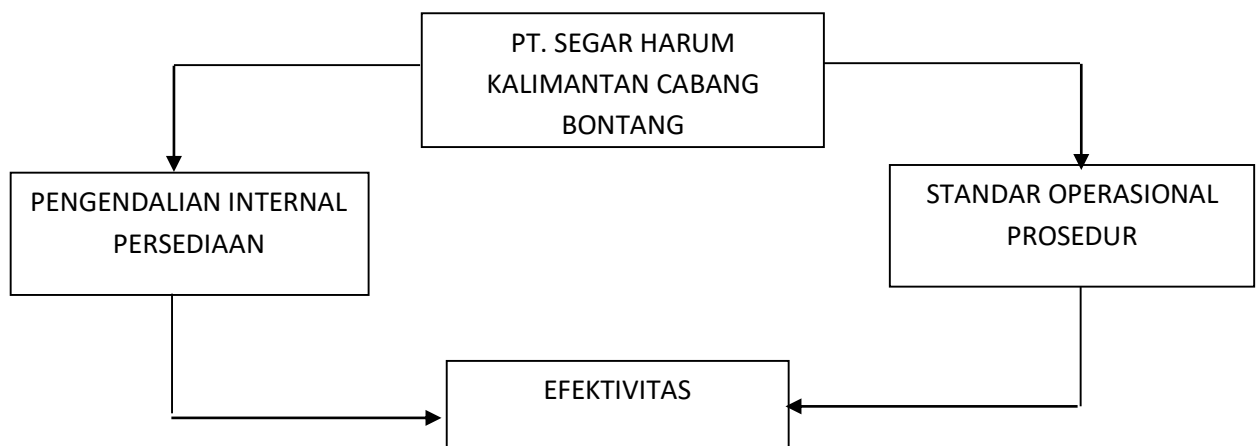 PT. SEGAR HARUM
KALIMANTAN CABANG
BONTANG
PENGENDALIAN INTERNAL
PERSEDIAAN
STANDAR OPERASIONAL
PROSEDUR
EFEKTIVITAS